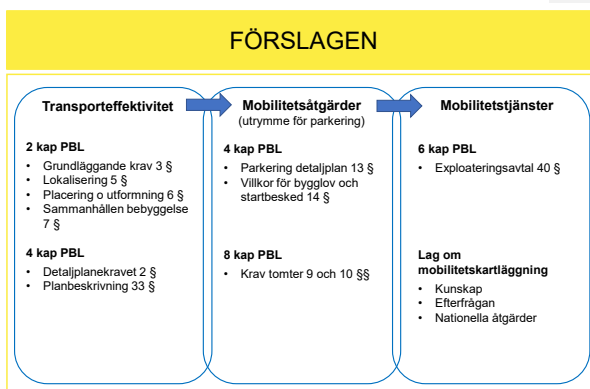 FÖRSLAGEN
Transporteffektivitet
2 kap PBL
• Grundläggande krav 3 §
• Lokalisering 5 §
• Placering o utformning 6 §
• Sammanhållen bebyggelse
7 §
4 kap PBL
• Detaljplanekravet 2 §
• Planbeskrivning 33 §
Mobilitetsåtgärder
(utrymme för parkering)
4 kap PBL
• Parkering detaljplan 13 §
• Villkor för bygglov och
startbesked 14 §
8 kap PBL
• Krav tomter 9 och 10 §§
Mobilitetstjänster
6 kap PBL
• Exploateringsavtal 40 §
Lag om
mobilitetskartläggning
• Kunskap
• Efterfrågan
• Nationella åtgärder